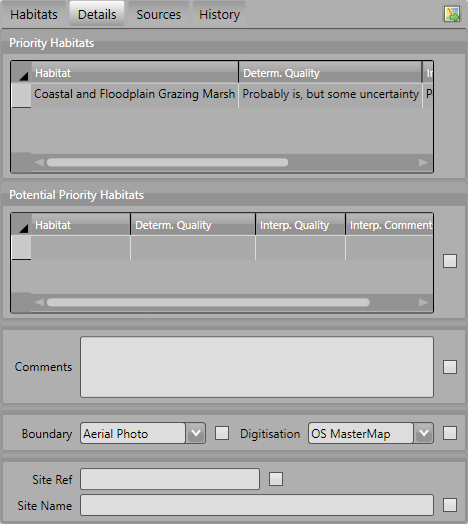 Habitats Details Sources History
Priority Habitats
Habitat Determ. Quality In
Coastal and Floodplain Grazing Marsh Probably is, but some uncertainty P
Potential Priority Habitats
Habitat Determ. Quality Interp. Quality Interp. Comment
Comments
Boundary Aerial Photo Digitisation OS MasterMap
Site Ref
Site Name